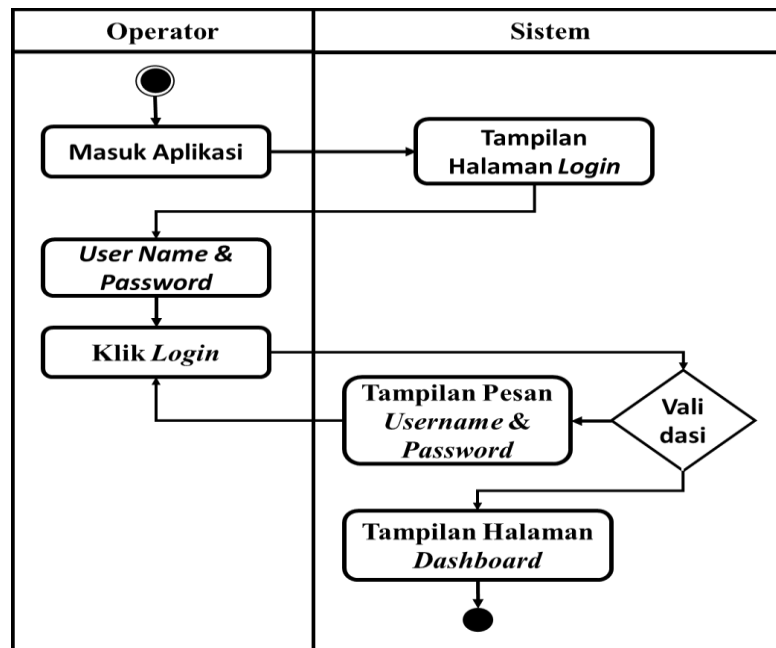 Operator
Sistem
Masuk Aplikasi
Tampilan
Halaman Login
User Name &
Password
Klik Login
Tampilan Pesan
Username &
Password
Vali
dasi
Tampilan Halaman
Dashboard